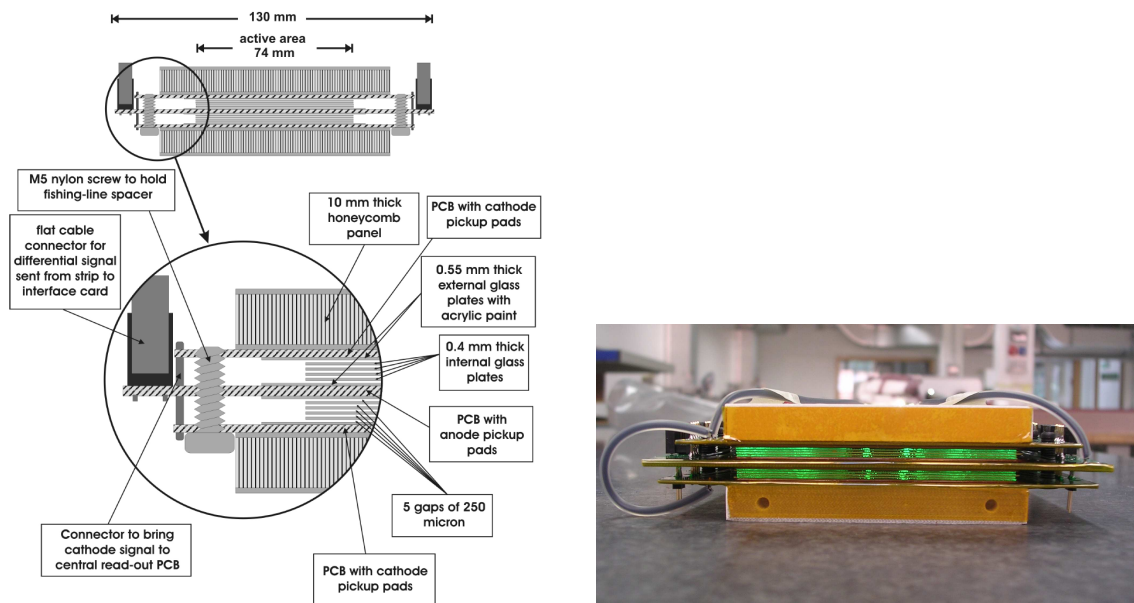 130 mm
active area
74 mm
M5 nylon screw to hold
fishing-line spacer
flat cable
connector for
differential signal
sent from strip to
interface card
10 mm thick
honeycomb
panel
PCB with cathode
pickup pads
0.55 mm thick
external glass
plates with
acrylic paint
0.4 mm thick
internal glass
plates
PCB with
anode pickup
pads
5 gaps of 250
micron
Connector to bring
cathode signal to
central read-out PCB
PCB with cathode
pickup pads